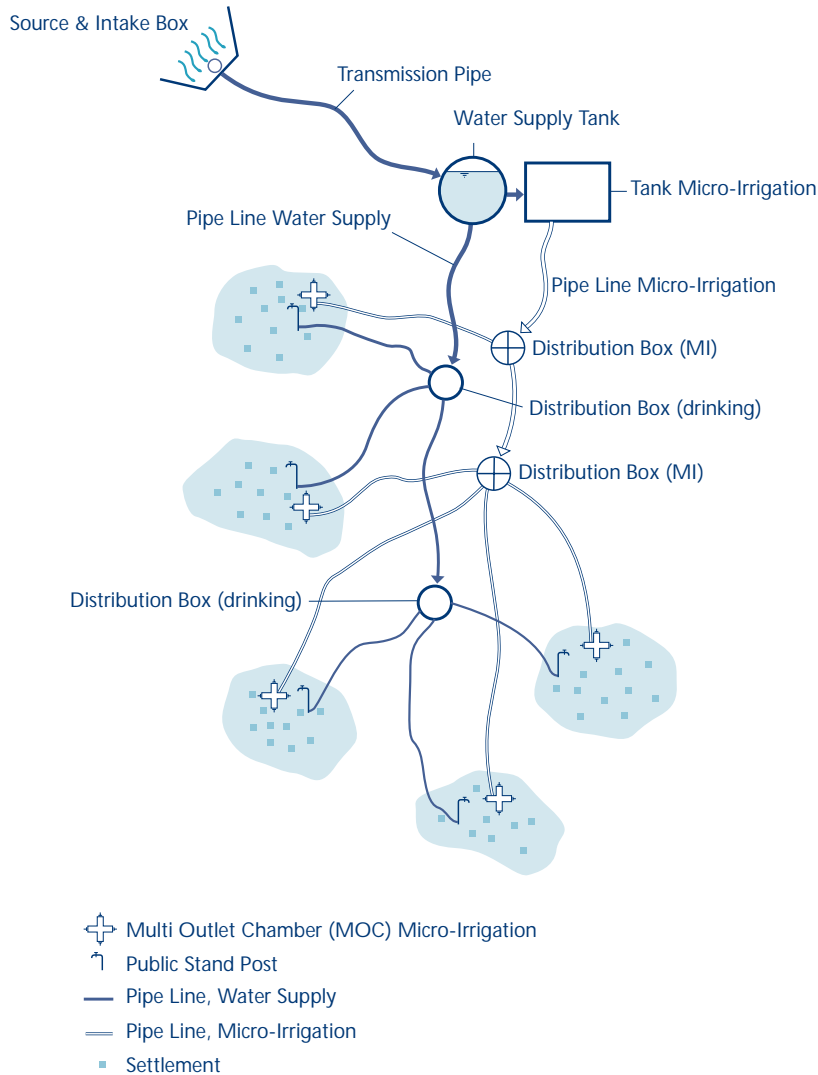 Source & Intake Box
Transmission Pipe
Water Supply Tank
Tank Micro-Irrigation
Pipe Line Water Supply
Pipe Line Micro-Irrigation
Distribution Box (MI)
Distribution Box (drinking)
Distribution Box (MI)
Distribution Box (drinking)
Multi Outlet Chamber (MOC) Micro-Irrigation
Public Stand Post
Pipe Line, Water Supply
Pipe Line, Micro-Irrigation
Settlement